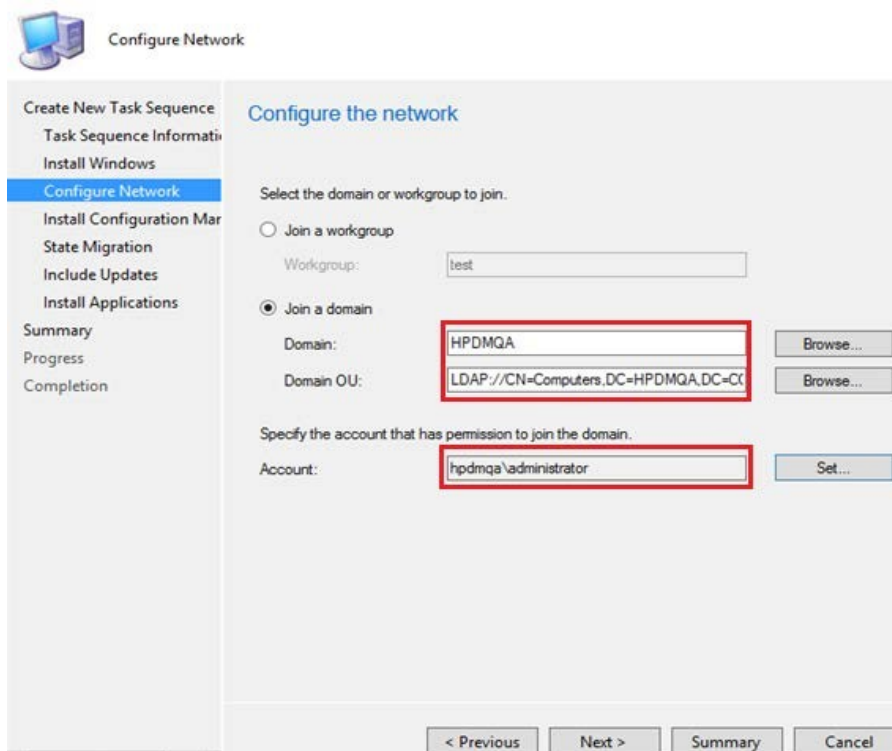 Configure Network
Create New Task Sequence
Task Sequence Informati
Install Windows
Configure Network
Install Configuration Mar
State Migration
Include Updates
Install Applications
Summary
Progress
Completion
Configure the network
Select the domain or workgroup to join.
Join a workgroup
Workgroup: test
Join a domain
Domain: HPDMQA Browse...
Domain OU: LDAP://CN=Computers,DC=HPDMQA,DC=CO Browse...
Specify the account that has permission to join the domain.
Account: hpdmqa\administrator Set...
< Previous Next > Summary Cancel